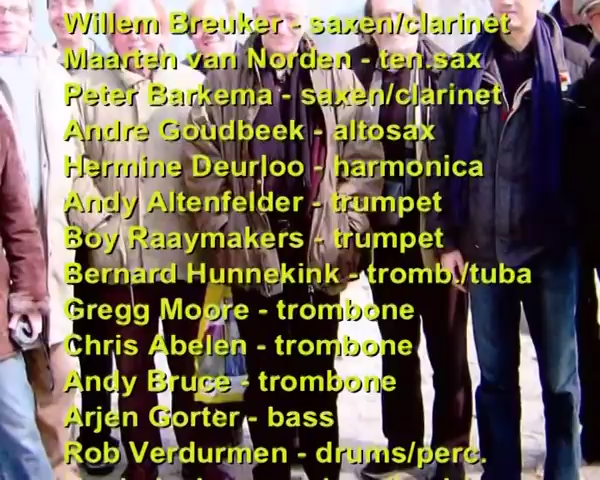 Willem Breuker - saxen/clarinet
Maarten van Norden - ten.sax
Peter Barkema - saxen/clarinet
Andre Goudbeek - altosax
Hermine Deurloo - harmonica
Andy Altenfelder - trumpet
Boy Raaymakers - trumpet
Bernard Hunnekink - tromb./tuba
Gregg Moore - trombone
Chris Abelen - trombone
Andy Bruce - trombone
Arjen Gorter - bass
Rob Verdurmen - drums/perc.